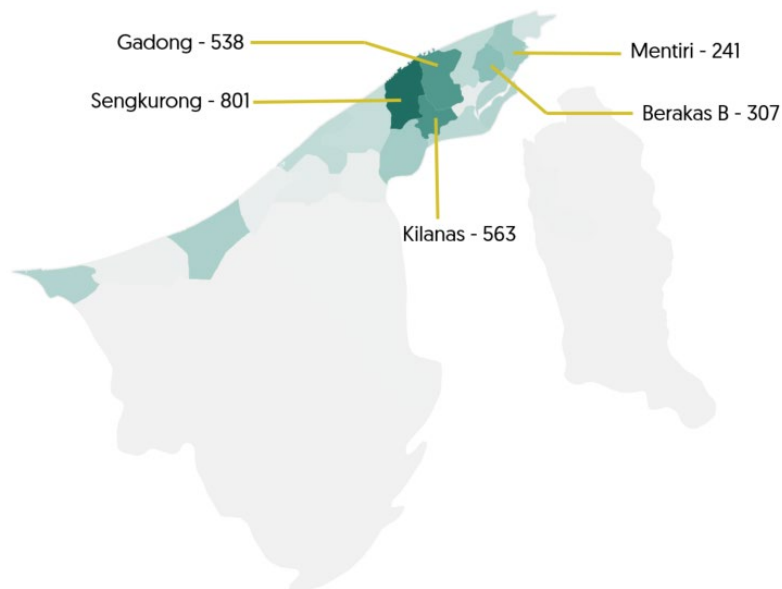 Gadong - 538
Mentiri - 241
Sengkurong - 801
Berakas B - 307
Kilanas - 563